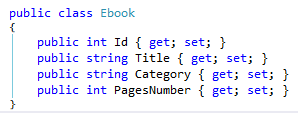 public class Ebook
{
public int Id { get; set; }
public string Title { get; set; }
public string Category { get; set; }
public int PagesNumber { get; set; }
}